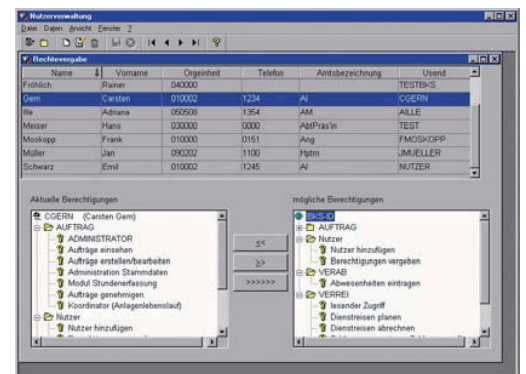 Nutzerverwaltung
Datei Daten Ansicht Fenster ?
Rechtevergabe
Name Vorname Orgeinheit Telefon Amtsbezeichnung Userid
Fröhlich Rainer 040000 TESTBKS
Gern Carsten 010002 1234 AI CGERN
Ille Adriana 050508 1354 AM AILLE
Meiser Hans 030000 0000 AbtPräs'in TEST
Moskopp Frank 010000 0151 Ang FMOSKOPP
Müller Jan 090202 1100 Hptm JMUELLER
Schwarz Emil 010002 1245 AI NUTZER
Aktuelle Berechtigungen mögliche Berechtigungen
CGERN (Carsten Gern)
AUFTRAG
ADMINISTRATOR
Aufträge einsehen
Aufträge erstellen/bearbeiten
Administration Stammdaten
Modul Stundenerfassung
Aufträge genehmigen
Koordinator (Anlagenlebenslauf)
Nutzer
Nutzer hinzufügen
<<
>>
>>>>>>
BKS-ID
AUFTRAG
Nutzer
Nutzer hinzufügen
Berechtigungen vergeben
VERAB
Abwesenheiten eintragen
VERREI
lesender Zugriff
Dienstreisen planen
Dienstreisen abrechnen